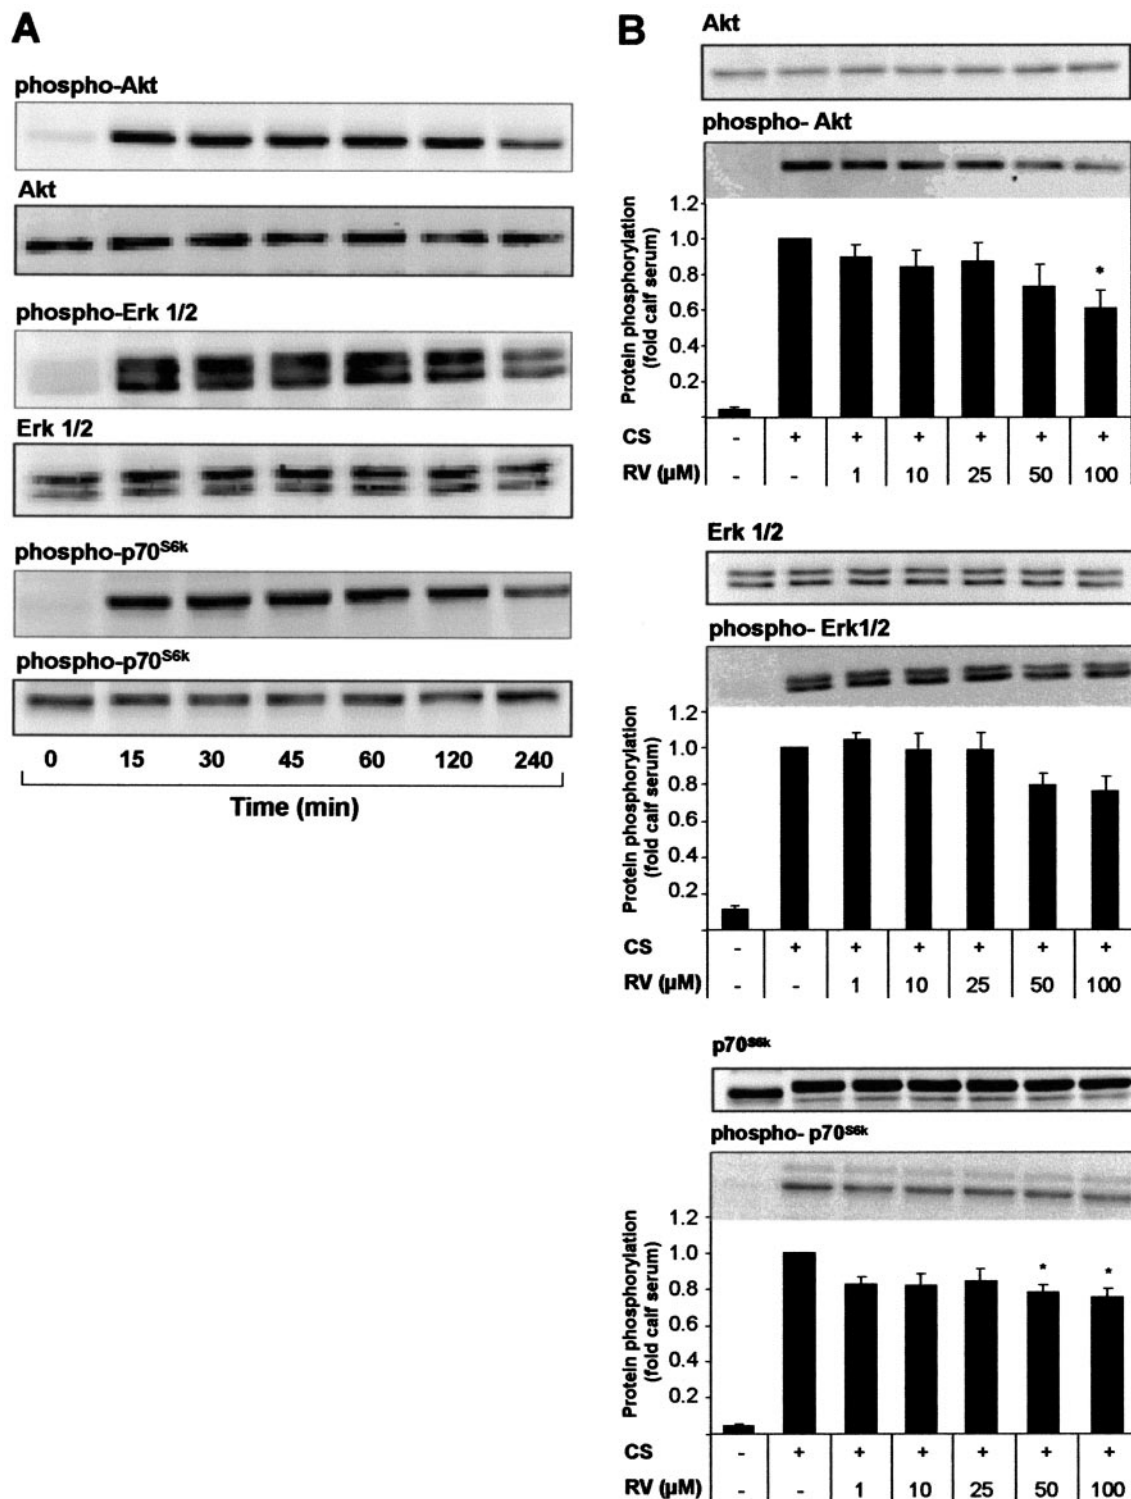 A
phospho-Akt
Akt
phospho-Erk 1/2
Erk 1/2
phospho-p70S6k
phospho-p70S6k
0 15 30 45 60 120 240
Time (min)
B
Akt
phospho- Akt
Protein phosphorylation
(fold calf serum)
1.2
1.0
0.8
0.6
0.4
0.2
*
CS - + + + + + +
RV (µM) - - 1 10 25 50 100
Erk 1/2
phospho- Erk1/2
Protein phosphorylation
(fold calf serum)
1.2
1.0
0.8
0.6
0.4
0.2
CS - + + + + + +
RV (µM) - - 1 10 25 50 100
p70S6k
phospho- p70S6k
Protein phosphorylation
(fold calf serum)
1.2
1.0
0.8
0.6
0.4
0.2
* *
CS - + + + + + +
RV (µM) - - 1 10 25 50 100